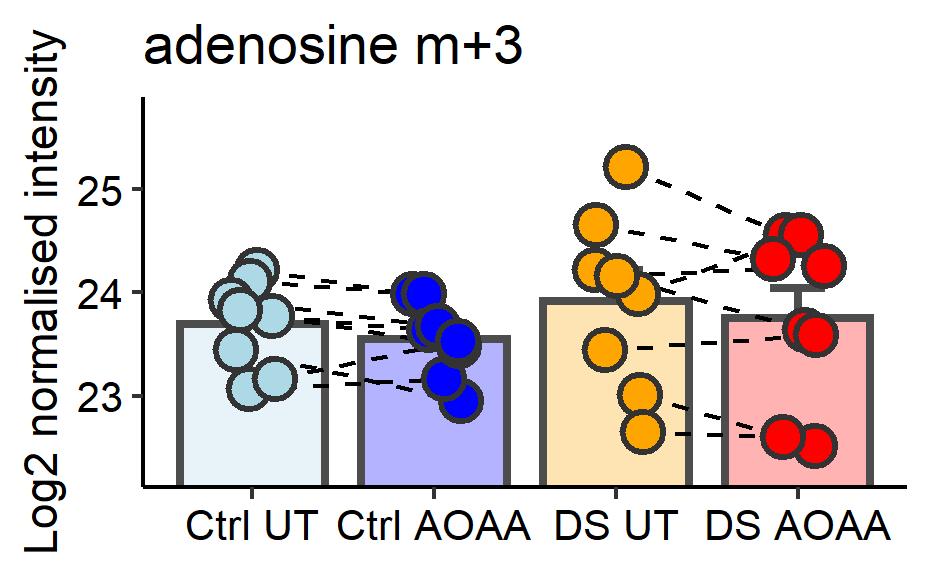 adenosine m+3
Log2 normalised intensity
25
24
23
Ctrl UT
Ctrl AOAA
DS UT
DS AOAA